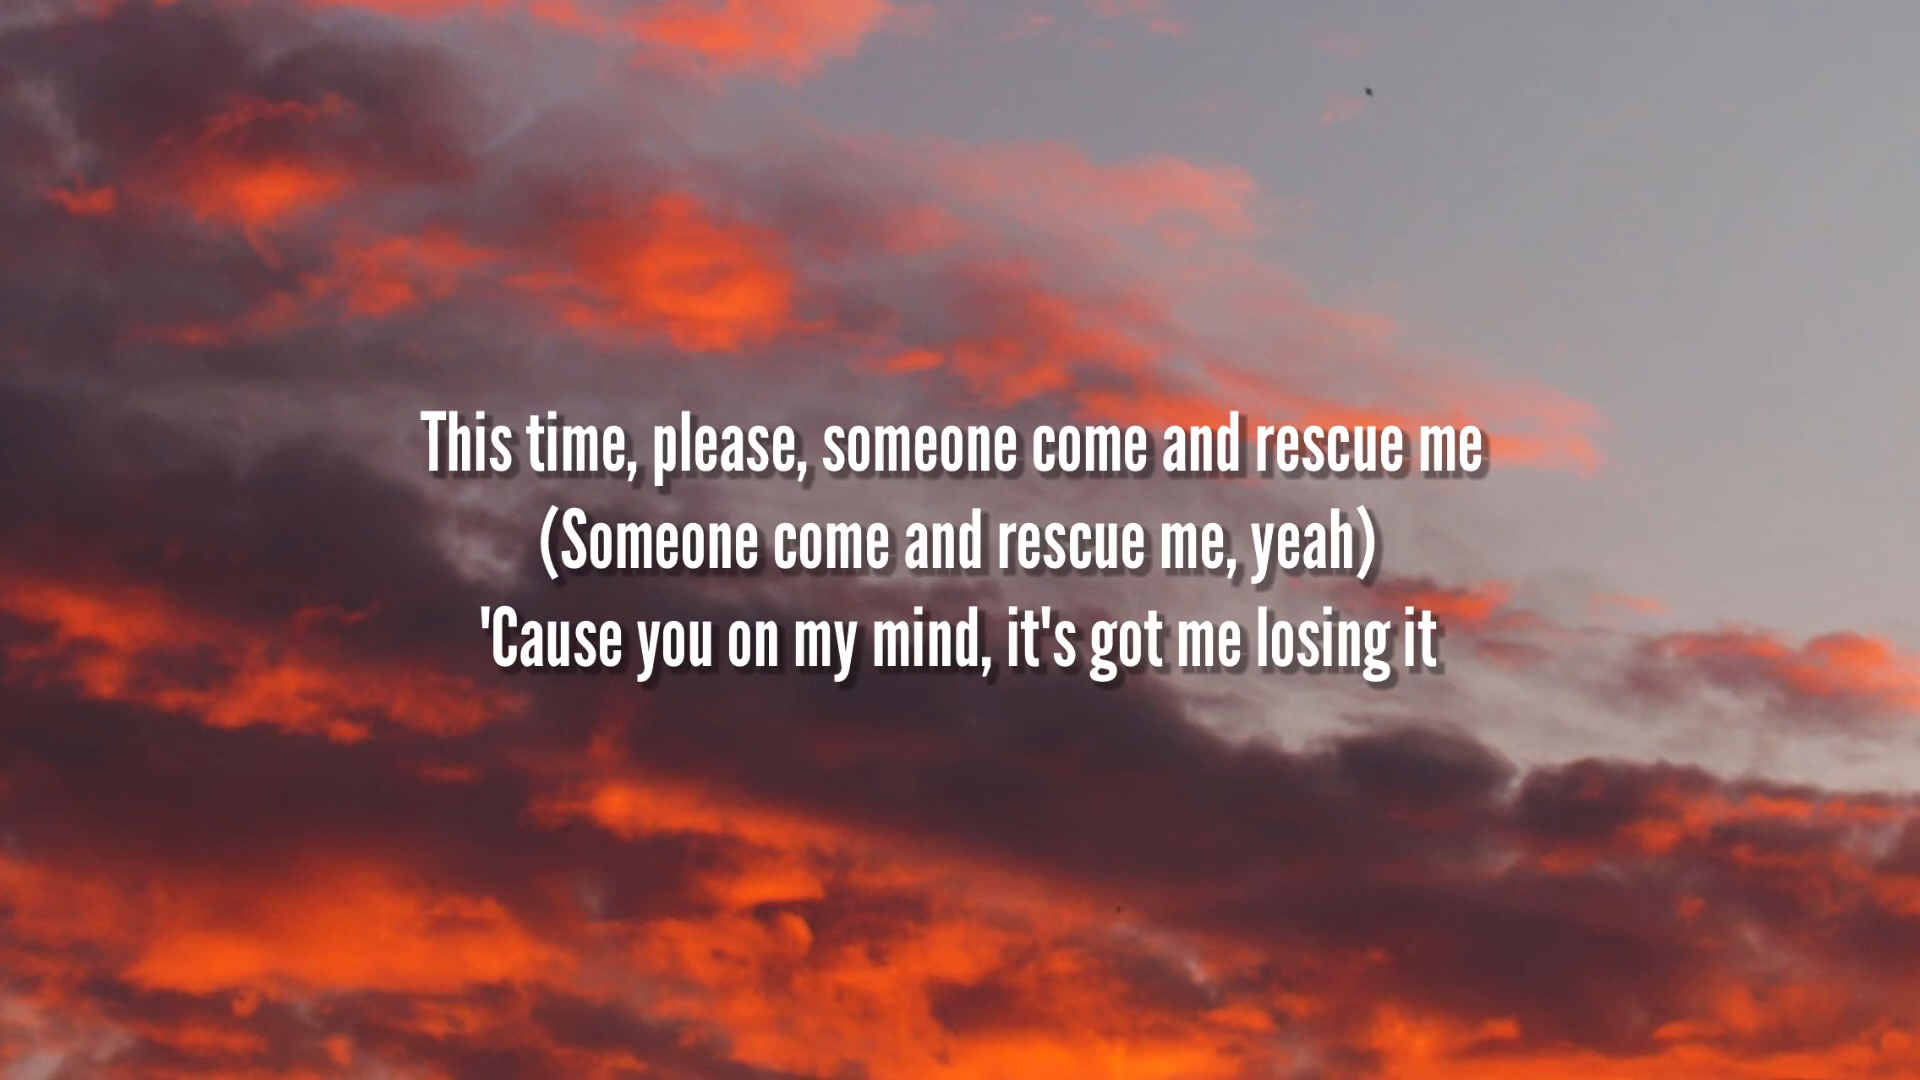 This time, please, someone come and rescue me
(Someone come and rescue me, yeah)
'Cause you on my mind, it's got me losing it